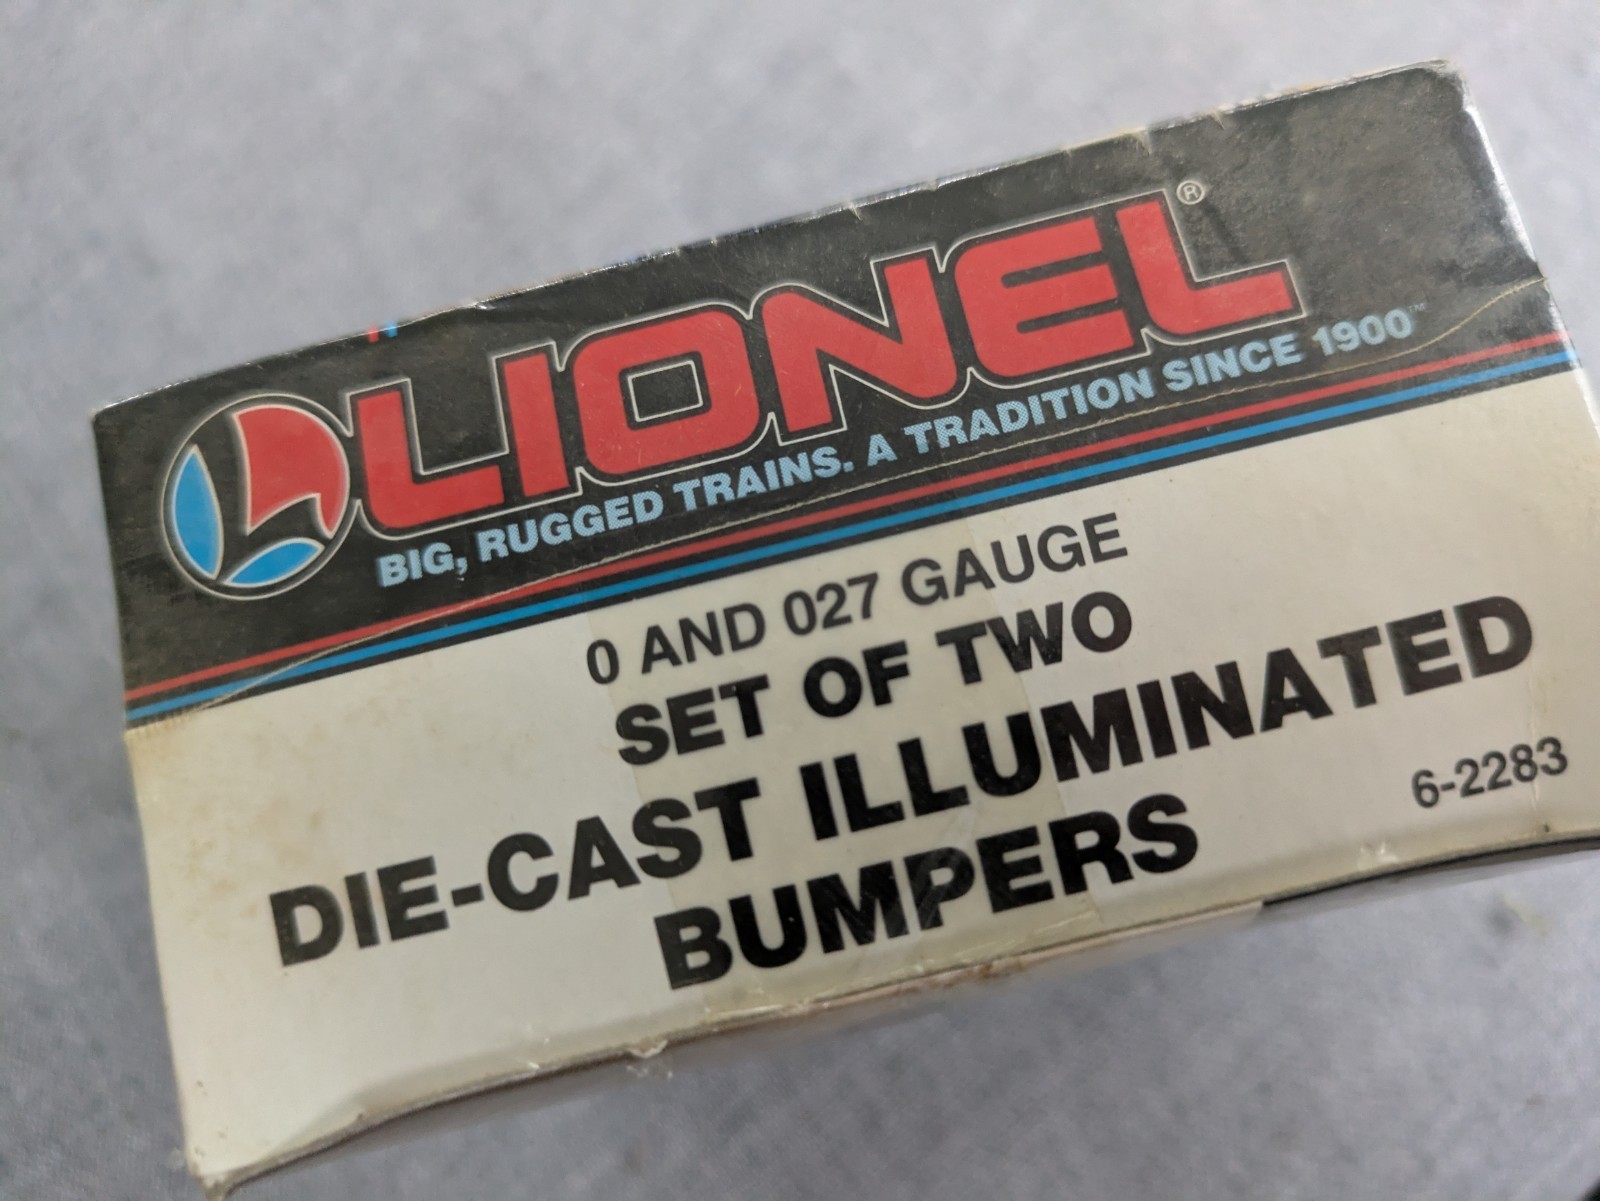 LIONEL®
BIG, RUGGED TRAINS. A TRADITION SINCE 1900™
0 AND 027 GAUGE
SET OF TWO
DIE-CAST ILLUMINATED
BUMPERS
6-2283